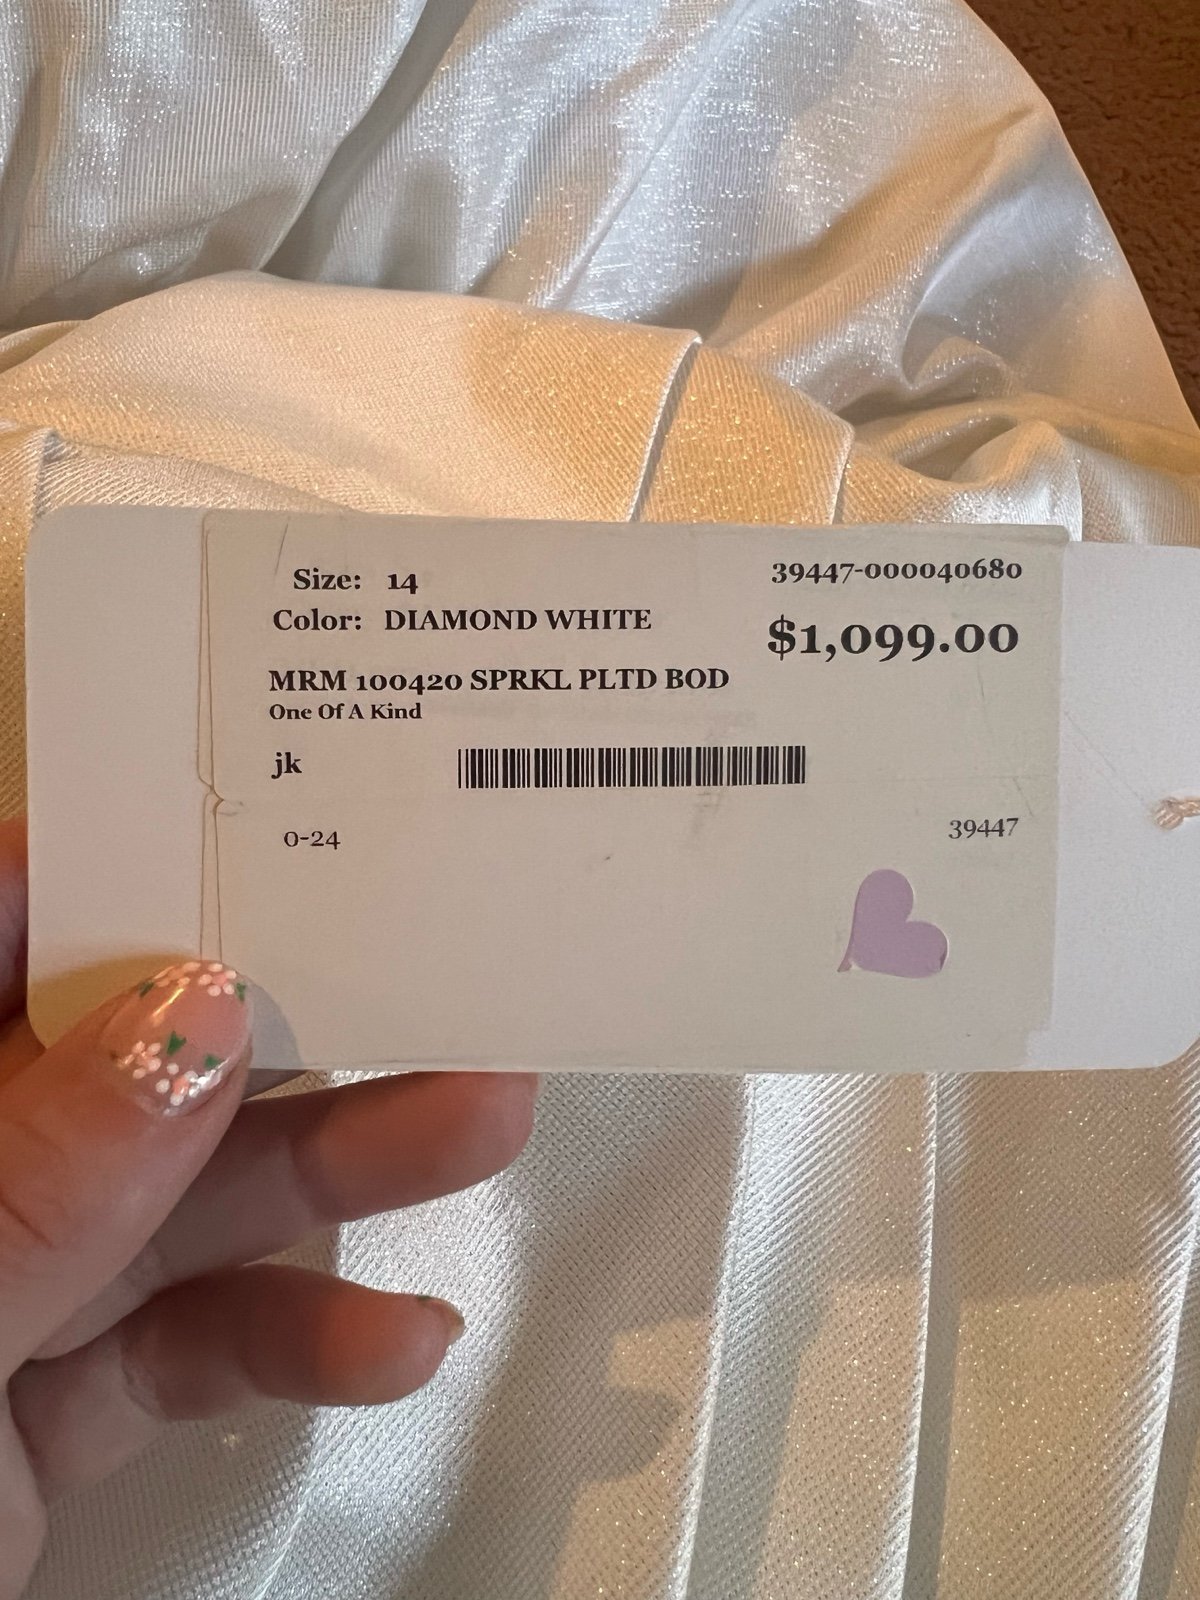 Size: 14
39447-000040680
Color: DIAMOND WHITE
$1,099.00
MRM 100420 SPRKL PLTD BOD
One Of A Kind
jk
0-24
39447